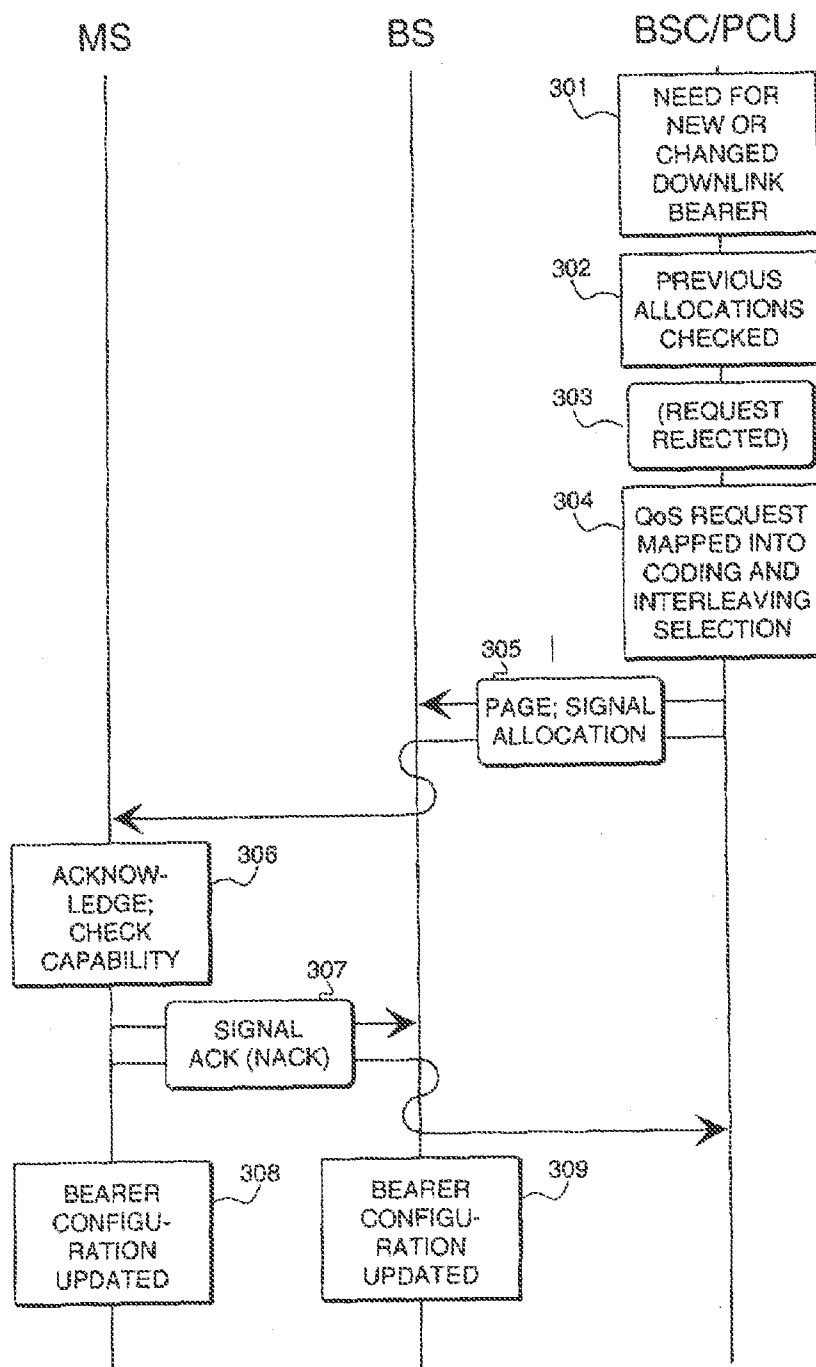 MS
BS
BSC/PCU
301
NEED FOR
NEW OR
CHANGED
DOWNLINK
BEARER
302
PREVIOUS
ALLOCATIONS
CHECKED
303
(REQUEST
REJECTED)
304
QoS REQUEST
MAPPED INTO
CODING AND
INTERLEAVING
SELECTION
305
PAGE; SIGNAL
ALLOCATION
306
ACKNOW-
LEDGE;
CHECK
CAPABILITY
307
SIGNAL
ACK (NACK)
308
BEARER
CONFIGU-
RATION
UPDATED
309
BEARER
CONFIGU-
RATION
UPDATED